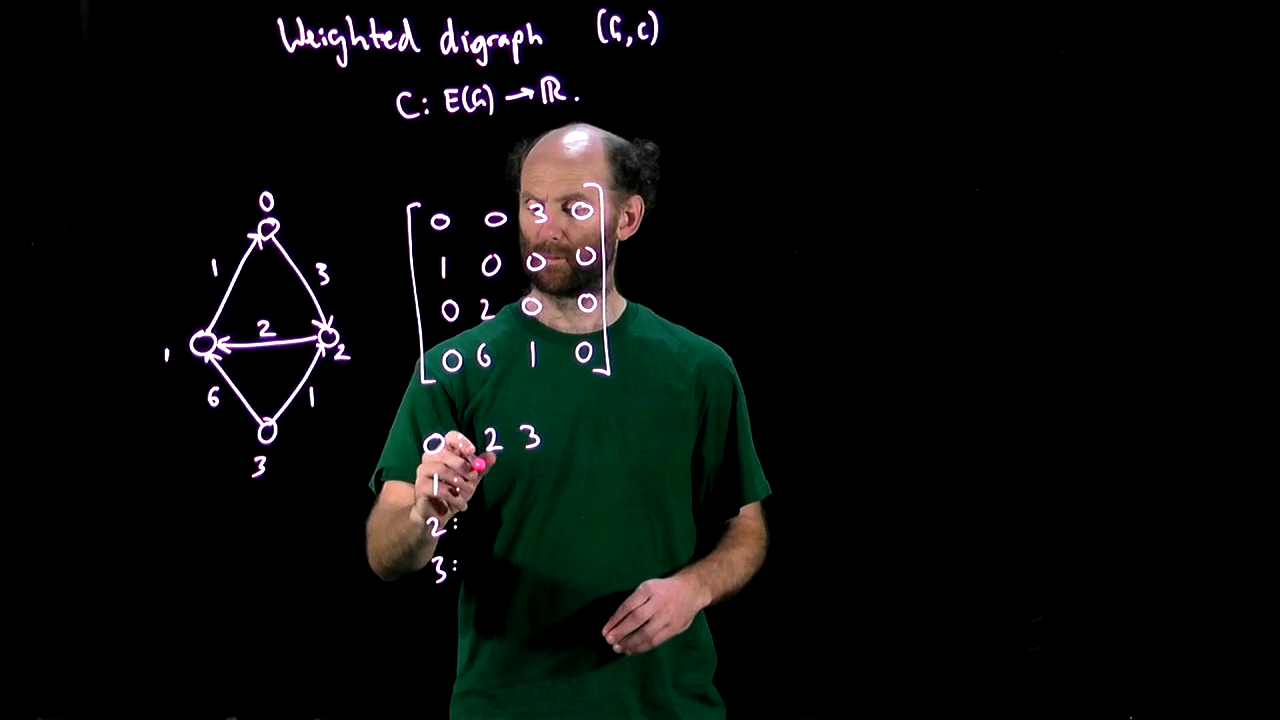 Weighted digraph (G,c)
C: E(G) → ℝ.
0
1 3
2
1 2
6 1
3
0 0 3 0
1 0 0 0
0 2 0 0
0 6 1 0
0: 2 3
1:
2:
3: